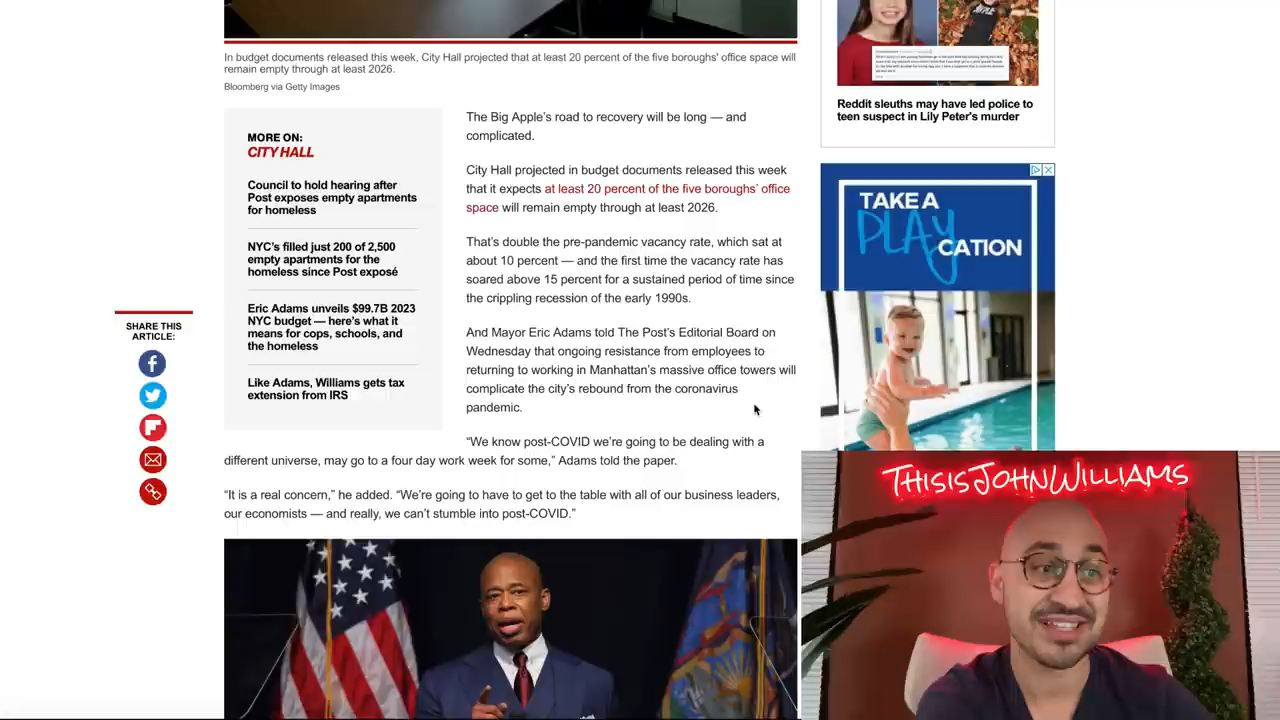 In budget documents released this week, City Hall projected that at least 20 percent of the five boroughs' office space will
remain empty through at least 2026.
Bloomberg via Getty Images
MORE ON:
CITY HALL
Council to hold hearing after
Post exposes empty apartments
for homeless
NYC's filled just 200 of 2,500
empty apartments for the
homeless since Post exposé
Eric Adams unveils $99.7B 2023
NYC budget — here's what it
means for cops, schools, and
the homeless
Like Adams, Williams gets tax
extension from IRS
SHARE THIS
ARTICLE:
The Big Apple's road to recovery will be long — and
complicated.
City Hall projected in budget documents released this week
that it expects at least 20 percent of the five boroughs' office
space will remain empty through at least 2026.
That's double the pre-pandemic vacancy rate, which sat at
about 10 percent — and the first time the vacancy rate has
soared above 15 percent for a sustained period of time since
the crippling recession of the early 1990s.
And Mayor Eric Adams told The Post's Editorial Board on
Wednesday that ongoing resistance from employees to
returning to working in Manhattan's massive office towers will
complicate the city's rebound from the coronavirus
pandemic.
“We know post-COVID we're going to be dealing with a
different universe, may go to a four day work week for some,” Adams told the paper.
“It is a real concern,” he added. “We're going to have to get to the table with all of our business leaders,
our economists — and really, we can't stumble into post-COVID.”
Reddit sleuths may have led police to
teen suspect in Lily Peter's murder
TAKE A
PLAY
CATION
THISISJOHNWILLIAMS